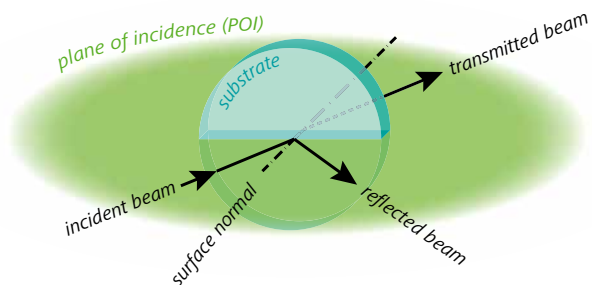 plane of incidence (POI)
substrate
transmitted beam
incident beam
surface normal
reflected beam